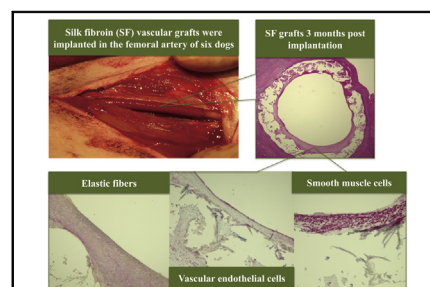 Silk fibroin (SF) vascular grafts were
implanted in the femoral artery of six dogs
SF grafts 3 months post
implantation
Elastic fibers
Smooth muscle cells
Vascular endothelial cells